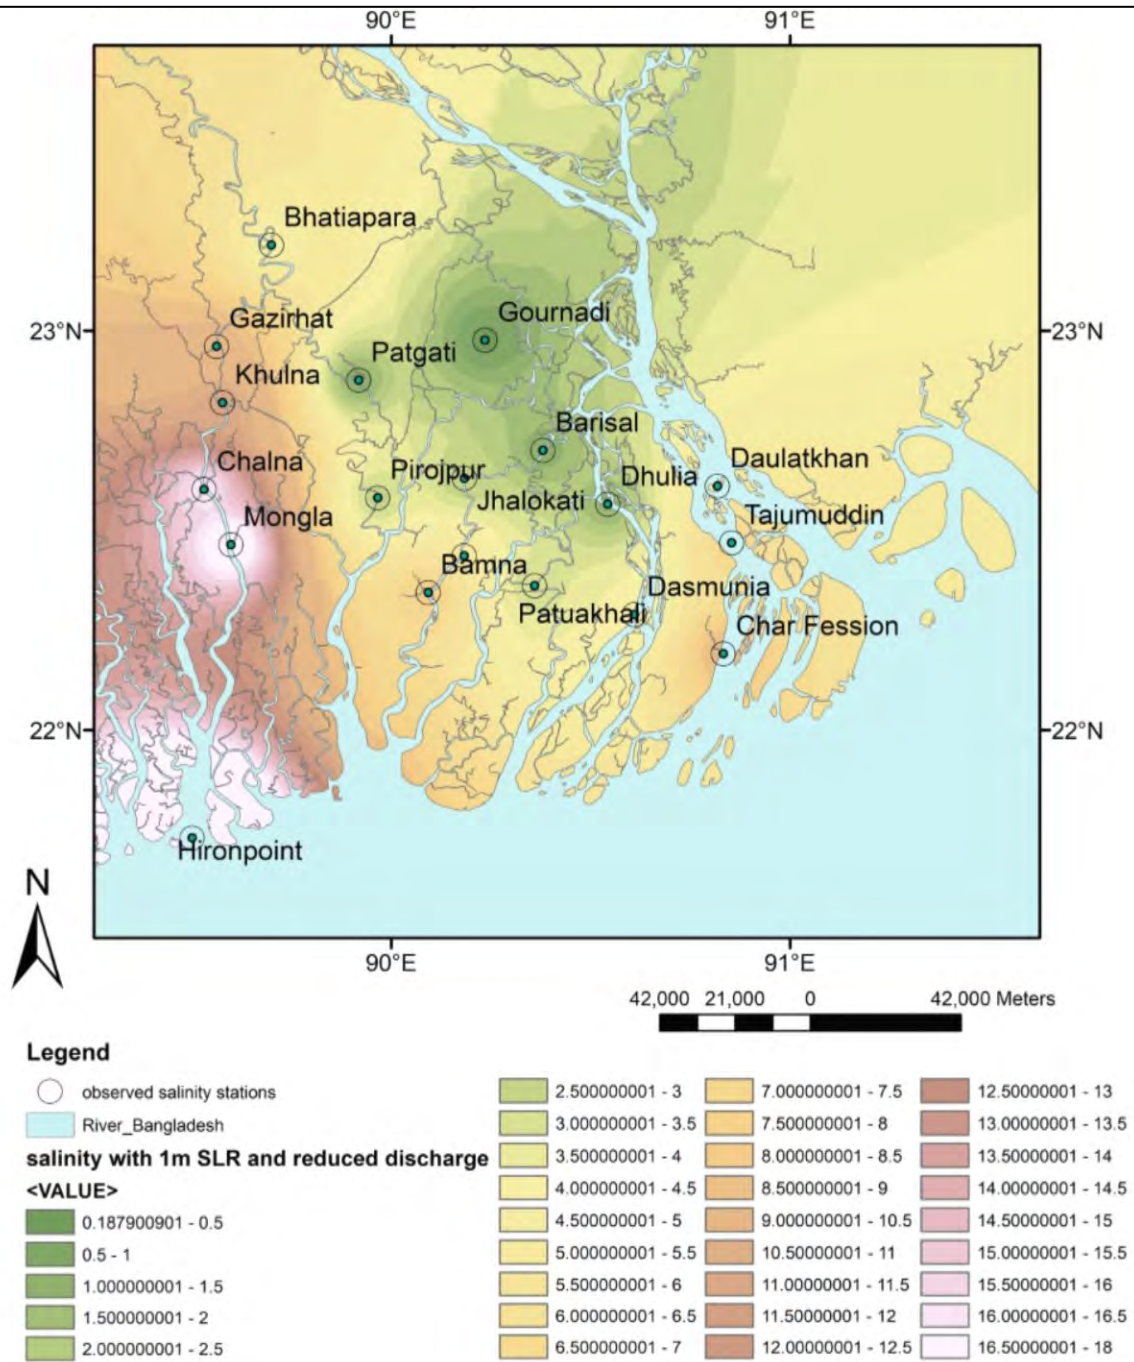 90°E 91°E
Bhatiapara
Gazirhat
Gournadi
23°N 23°N
Patgati
Khulna
Barisal
Chalna
Pirojpur
Dhulia
Daulatkhan
Jhalokati
Mongla
Tajumuddin
Bamna
Dasmunia
Patuakhali
Char Fession
22°N 22°N
Hironpoint
N
90°E 91°E
42,000 21,000 0 42,000 Meters
Legend
observed salinity stations
River_Bangladesh
salinity with 1m SLR and reduced discharge
<VALUE>
0.187900901 - 0.5
0.5 - 1
1.000000001 - 1.5
1.500000001 - 2
2.000000001 - 2.5
2.500000001 - 3
3.000000001 - 3.5
3.500000001 - 4
4.000000001 - 4.5
4.500000001 - 5
5.000000001 - 5.5
5.500000001 - 6
6.000000001 - 6.5
6.500000001 - 7
7.000000001 - 7.5
7.500000001 - 8
8.000000001 - 8.5
8.500000001 - 9
9.000000001 - 10.5
10.50000001 - 11
11.00000001 - 11.5
11.50000001 - 12
12.00000001 - 12.5
12.50000001 - 13
13.00000001 - 13.5
13.50000001 - 14
14.00000001 - 14.5
14.50000001 - 15
15.00000001 - 15.5
15.50000001 - 16
16.00000001 - 16.5
16.50000001 - 18